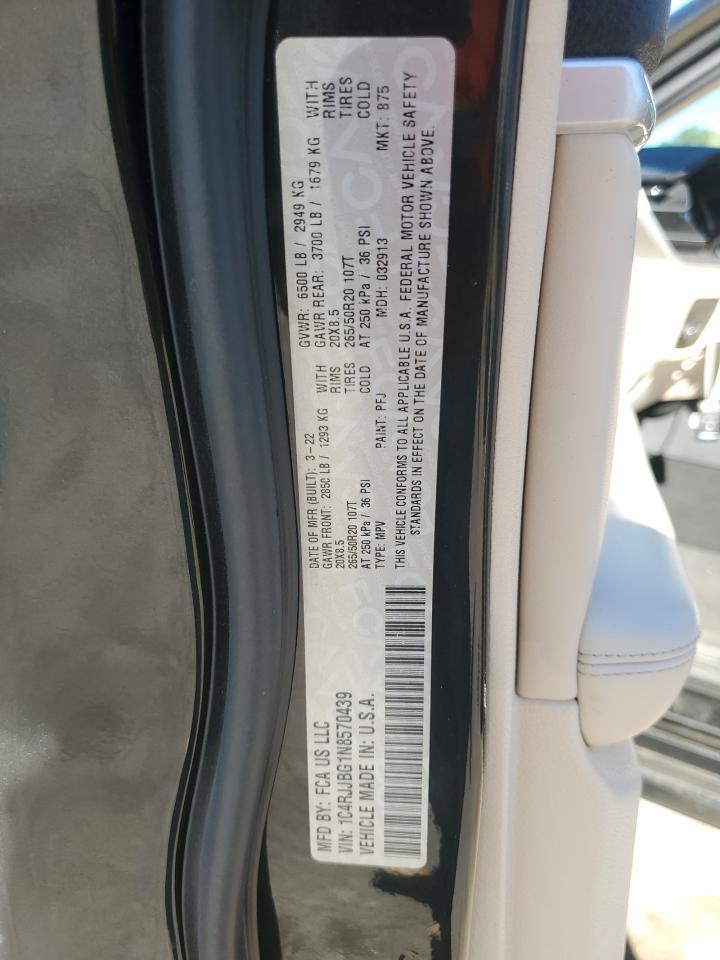 MFD BY: FCA US LLC
VIN: 1C4RJJBG1N8570439
VEHICLE MADE IN: U.S.A.
DATE OF MFR (BUILT): 3-22 GVWR: 6500 LB / 2949 KG
GAWR FRONT: 2850 LB / 1293 KG WITH GAWR REAR: 3700 LB / 1679 KG WITH
20X8.5 RIMS 20X8.5 RIMS
265/50R20 107T TIRES 265/50R20 107T TIRES
AT 250 kPa / 36 PSI COLD AT 250 kPa / 36 PSI COLD
TYPE: MPV PAINT: PFJ MDH: 032913 MKT: 875
THIS VEHICLE CONFORMS TO ALL APPLICABLE U.S.A. FEDERAL MOTOR VEHICLE SAFETY
STANDARDS IN EFFECT ON THE DATE OF MANUFACTURE SHOWN ABOVE.